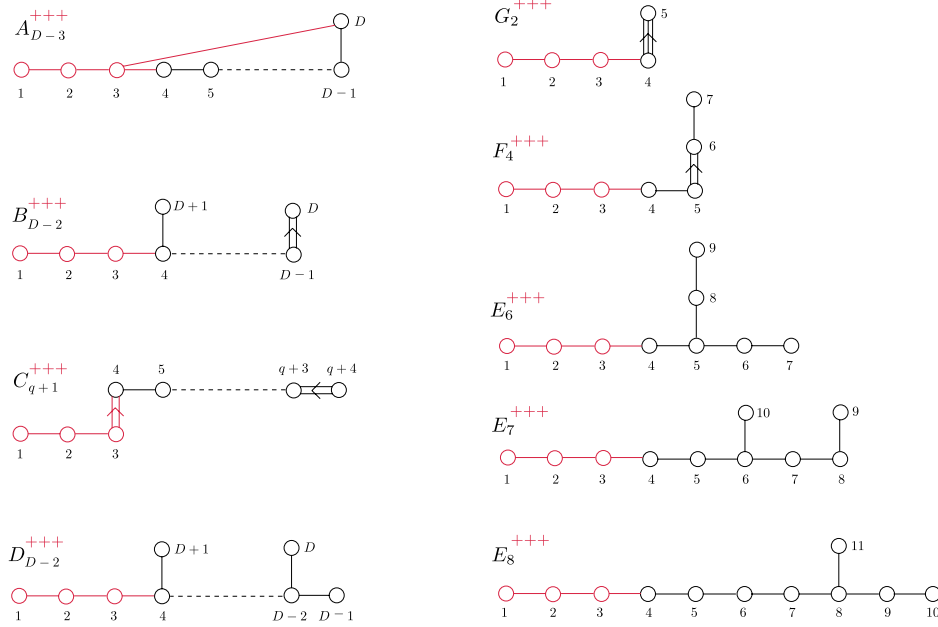 A_{D-3}^{+++}
D
1 2 3 4 5 D-1
B_{D-2}^{+++}
D+1 D
1 2 3 4 D-1
C_{q+1}^{+++}
4 5 q+3 q+4
1 2 3
D_{D-2}^{+++}
D+1 D
1 2 3 4 D-2 D-1
G_2^{+++}
5
1 2 3 4
F_4^{+++}
7
6
1 2 3 4 5
E_6^{+++}
9
8
1 2 3 4 5 6 7
E_7^{+++}
10 9
1 2 3 4 5 6 7 8
E_8^{+++}
11
1 2 3 4 5 6 7 8 9 10